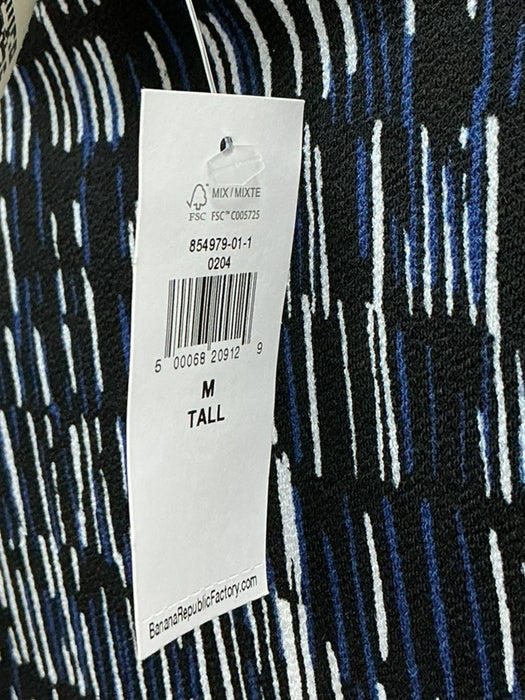 MIX / MIXTE
FSC FSC™ C005725
854979-01-1
0204
5 00068 20912 9
M
TALL
BananaRepublicFactory.com